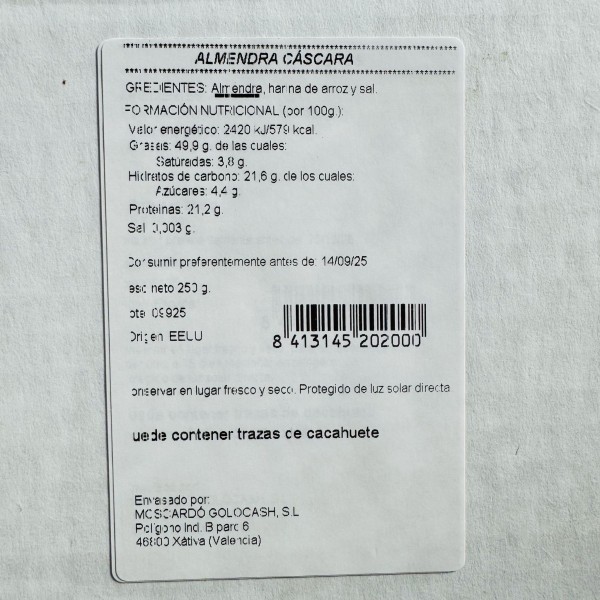 ALMENDRA CÁSCARA
GREDIENTES: Almendra, harina de arroz y sal.
FORMACIÓN NUTRICIONAL (por 100g.):
Valor energético: 2420 kJ/579 kcal.
Grasas: 49,9 g. de las cuales:
Saturadas: 3,8 g.
Hidratos de carbono: 21,6 g. de los cuales:
Azúcares: 4,4 g.
Proteinas: 21,2 g.
Sal 0,003 g.
Consumir preferentemente antes de: 14/09/25
eso neto 250 g.
ote 09925
Origen EEUU
8 413145 202000
onservar en lugar fresco y seco. Protegido de luz solar directa
uede contener trazas de cacahuete
Envasado por:
MOSCARDÓ GOLOCASH, S.L
Polígono Ind. B parc 6
46800 Xátiva (Valencia)